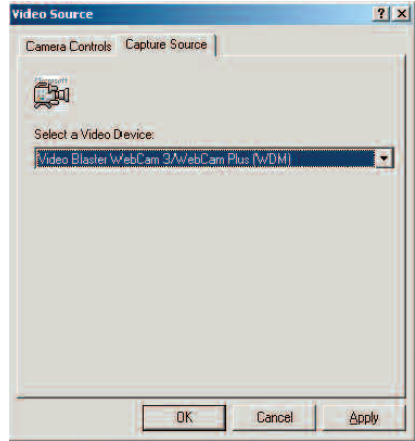 Video Source
Camera Controls Capture Source
Microsoft
Select a Video Device:
Video Blaster WebCam 3/WebCam Plus (WDM)
OK Cancel Apply